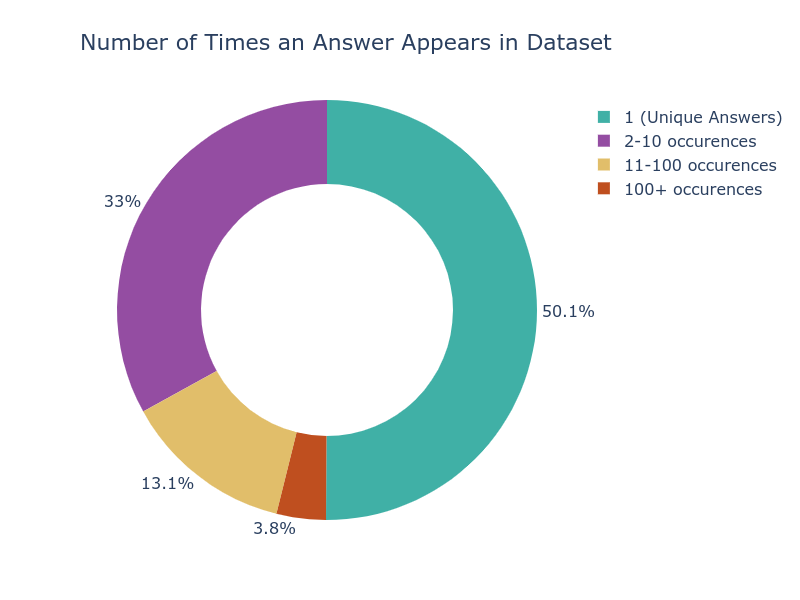 Number of Times an Answer Appears in Dataset
1 (Unique Answers)
2-10 occurences
11-100 occurences
100+ occurences
33%
50.1%
13.1%
3.8%